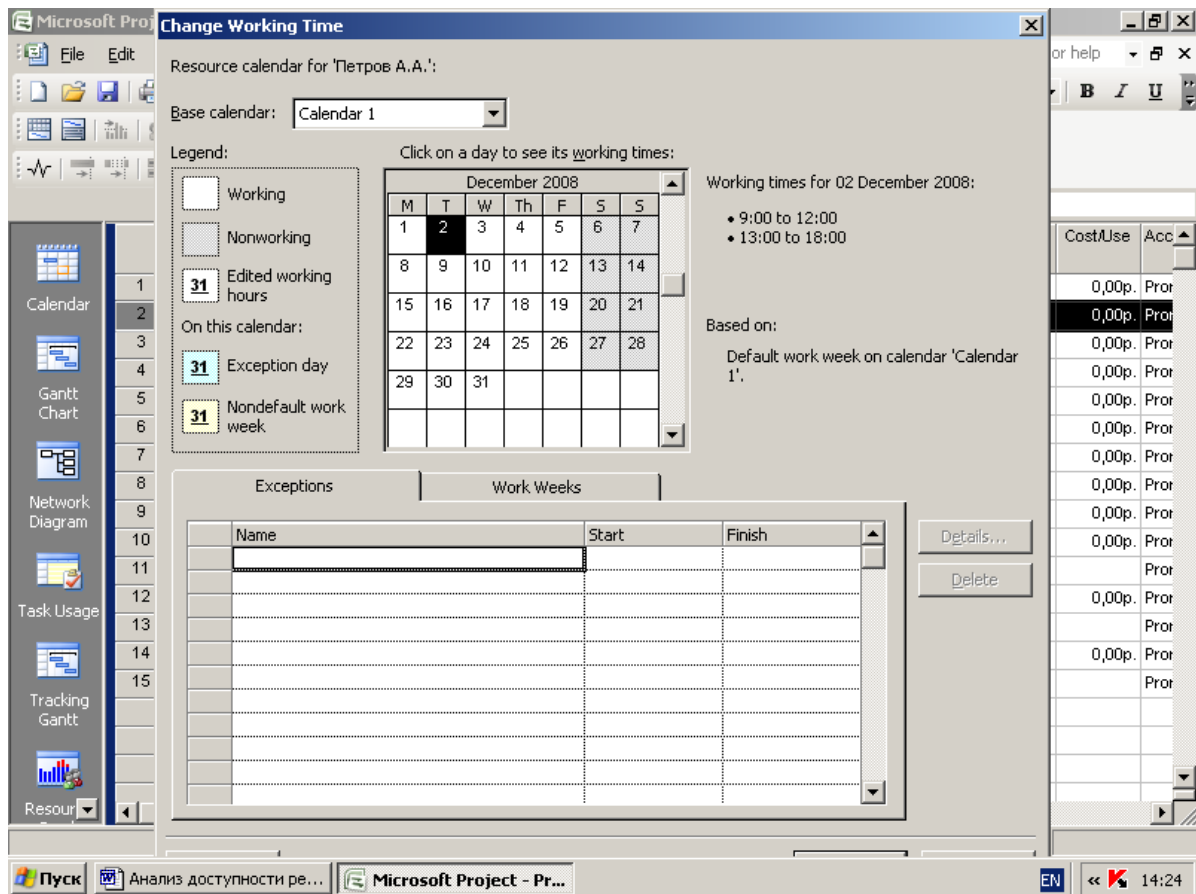 Microsoft Proj
Change Working Time
File Edit
or help
Resource calendar for 'Петров А.А.':
B I U
Base calendar: Calendar 1
Legend:
Click on a day to see its working times:
Working
Nonworking
31 Edited working hours
On this calendar:
31 Exception day
31 Nondefault work week
December 2008
M T W Th F S S
1 2 3 4 5 6 7
8 9 10 11 12 13 14
15 16 17 18 19 20 21
22 23 24 25 26 27 28
29 30 31
Working times for 02 December 2008:
• 9:00 to 12:00
• 13:00 to 18:00
Based on:
Default work week on calendar 'Calendar
1'.
Exceptions Work Weeks
Name Start Finish
Details...
Delete
Calendar
Gantt
Chart
Network
Diagram
Task Usage
Tracking
Gantt
Resour
1
2
3
4
5
6
7
8
9
10
11
12
13
14
15
Cost/Use Acc
0,00р. Pror
0,00р. Pror
0,00р. Pror
0,00р. Pror
0,00р. Pror
0,00р. Pror
0,00р. Pror
0,00р. Pror
0,00р. Pror
0,00р. Pror
Pror
0,00р. Pror
Pror
0,00р. Pror
Pror
Пуск
Анализ доступности ре...
Microsoft Project - Pr...
EN
«
14:24